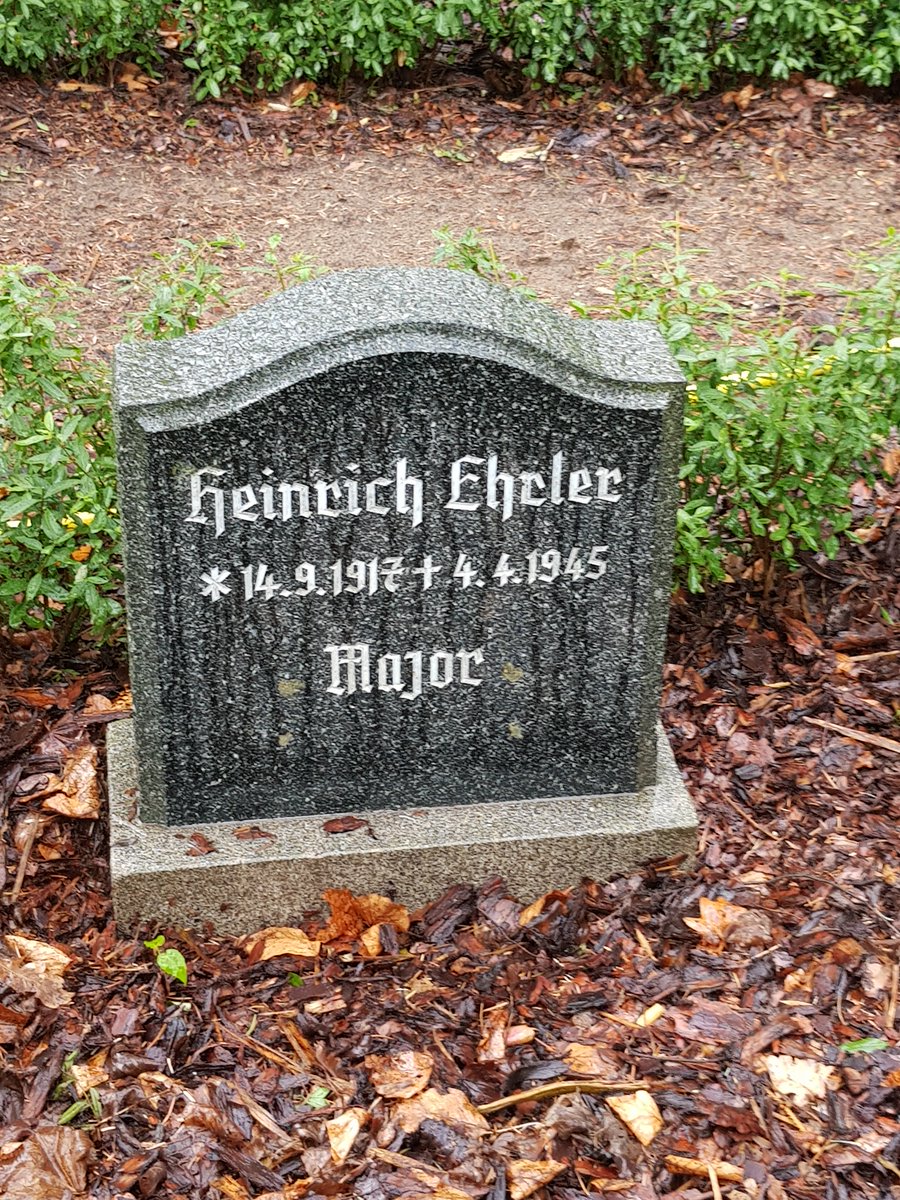 Heinrich Ehrler
* 14.9.1917 + 4.4.1945
Major